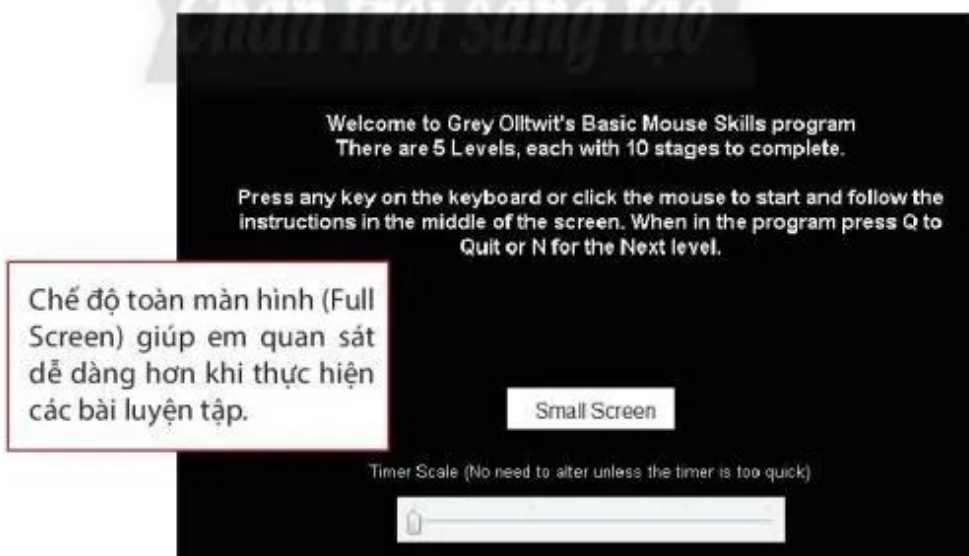 Chân trời sáng tạo
Welcome to Grey Olltwit's Basic Mouse Skills program
There are 5 Levels, each with 10 stages to complete.
Press any key on the keyboard or click the mouse to start and follow the
instructions in the middle of the screen. When in the program press Q to
Quit or N for the Next level.
Chế độ toàn màn hình (Full
Screen) giúp em quan sát
dễ dàng hơn khi thực hiện
các bài luyện tập.
Small Screen
Timer Scale (No need to alter unless the timer is too quick)